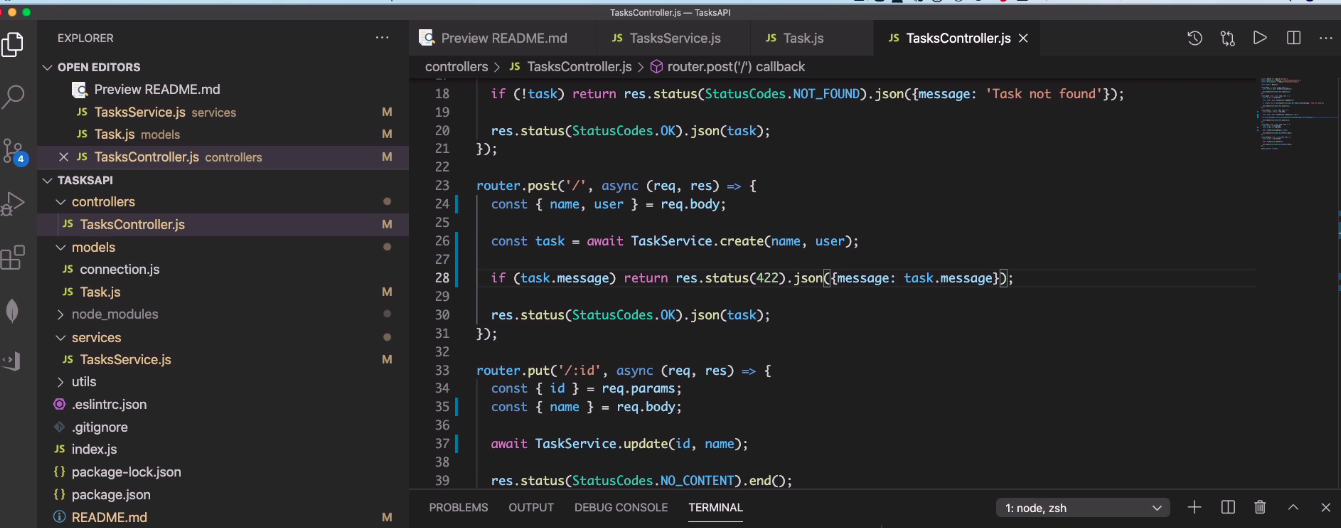 TasksController.js — TasksAPI
EXPLORER
OPEN EDITORS
Preview README.md
JS TasksService.js services M
JS Task.js models M
JS TasksController.js controllers M
TASKSAPI
controllers
JS TasksController.js M
models
JS connection.js
JS Task.js M
node_modules
services
JS TasksService.js M
utils
.eslintrc.json
.gitignore
JS index.js
{} package-lock.json
{} package.json
README.md M
4
Preview README.md JS TasksService.js JS Task.js JS TasksController.js
controllers > JS TasksController.js > router.post('/') callback
18 if (!task) return res.status(StatusCodes.NOT_FOUND).json({message: 'Task not found'});
19
20 res.status(StatusCodes.OK).json(task);
21 });
22
23 router.post('/', async (req, res) => {
24 const { name, user } = req.body;
25
26 const task = await TaskService.create(name, user);
27
28 if (task.message) return res.status(422).json({message: task.message});
29
30 res.status(StatusCodes.OK).json(task);
31 });
32
33 router.put('/:id', async (req, res) => {
34 const { id } = req.params;
35 const { name } = req.body;
36
37 await TaskService.update(id, name);
38
39 res.status(StatusCodes.NO_CONTENT).end();
PROBLEMS OUTPUT DEBUG CONSOLE TERMINAL 1: node, zsh